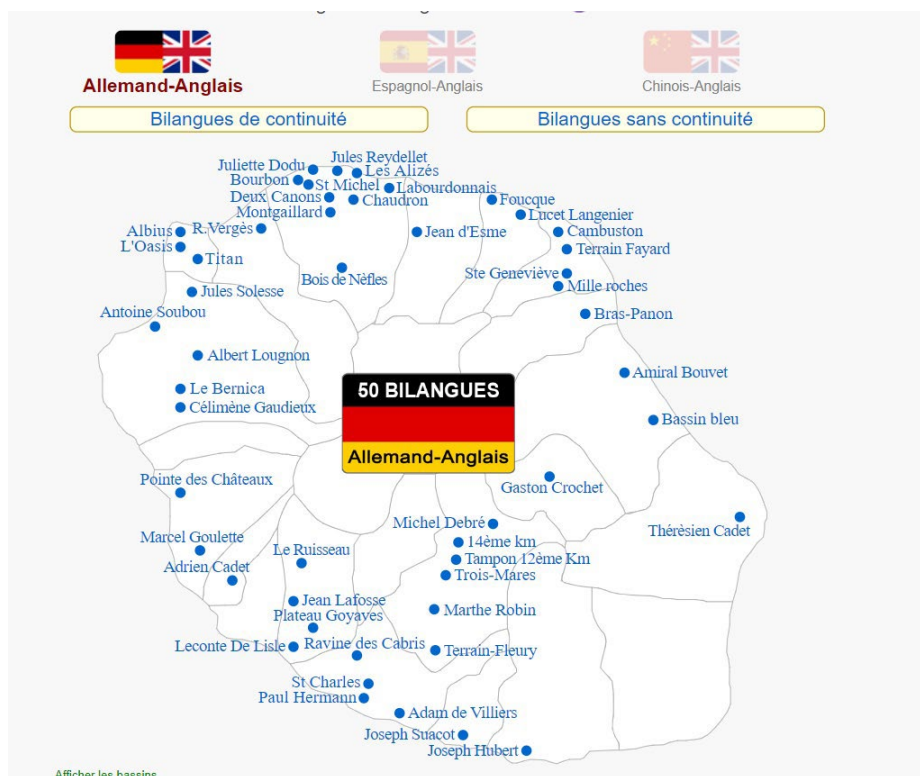 Allemand-Anglais
Espagnol-Anglais
Chinois-Anglais
Bilangues de continuité
Bilangues sans continuité
Jules Reydellet
Juliette Dodu
Les Alizés
Bourbon
St Michel
Labourdonnais
Deux Canons
Chaudron
Foucque
Montgaillard
Lucet Langenier
Albius
R.Vergès
Jean d'Esme
Cambuston
L'Oasis
Terrain Fayard
Titan
Bois de Nèfles
Ste Geneviève
Jules Solesse
Mille roches
Antoine Soubou
Bras-Panon
Albert Lougnon
Amiral Bouvet
Le Bernica
50 BILANGUES
Célimène Gaudieux
Bassin bleu
Allemand-Anglais
Pointe des Châteaux
Gaston Crochet
Michel Debré
Thérèsien Cadet
Marcel Goulette
14ème km
Le Ruisseau
Tampon 12ème Km
Adrien Cadet
Trois-Mares
Jean Lafosse
Marthe Robin
Plateau Goyaves
Leconte De Lisle
Ravine des Cabris
Terrain-Fleury
St Charles
Paul Hermann
Adam de Villiers
Joseph Suacot
Joseph Hubert
Afficher les bassins